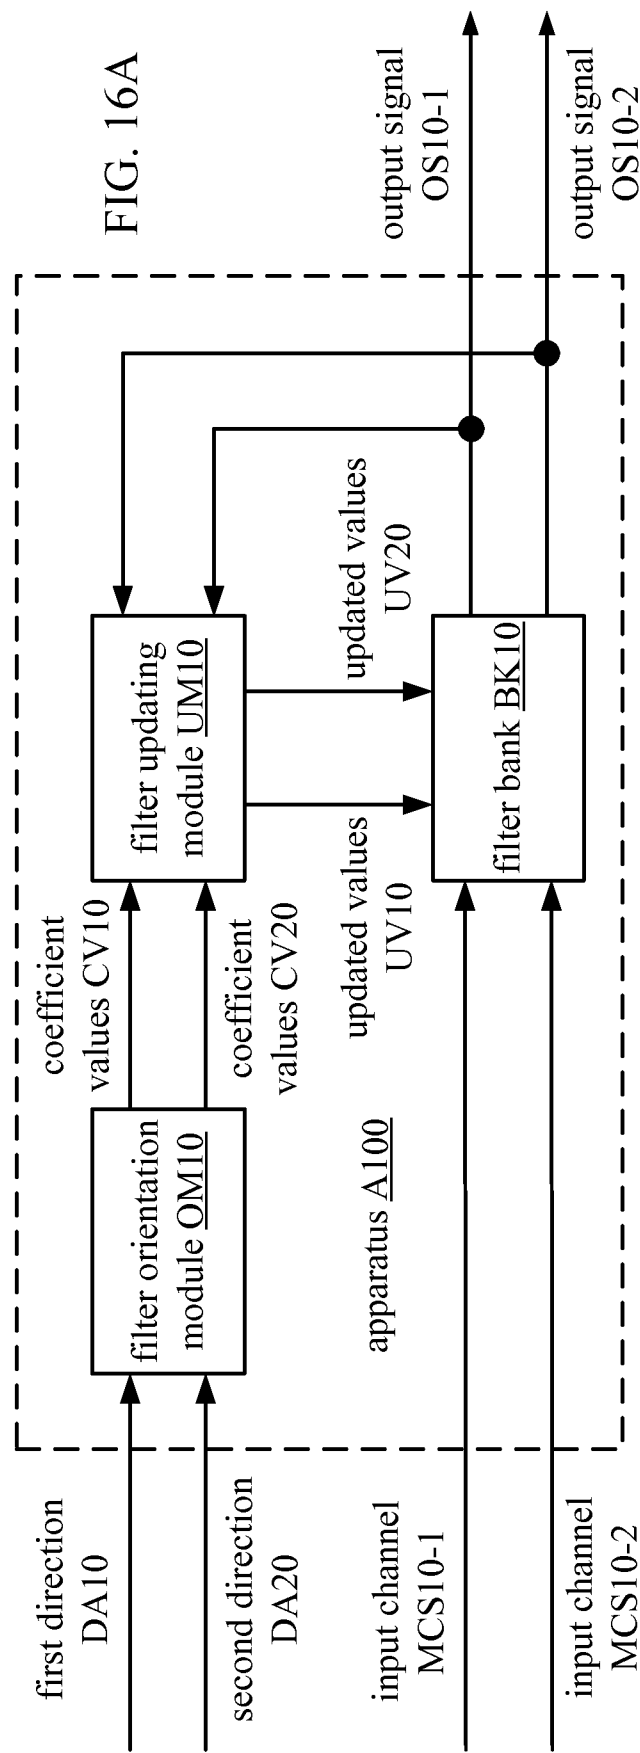 FIG. 16A
first direction
DA10
second direction
DA20
input channel
MCS10-1
input channel
MCS10-2
filter orientation
module OM10
coefficient
values CV10
coefficient
values CV20
filter updating
module UM10
apparatus A100
updated values
UV10
updated values
UV20
filter bank BK10
output signal
OS10-1
output signal
OS10-2